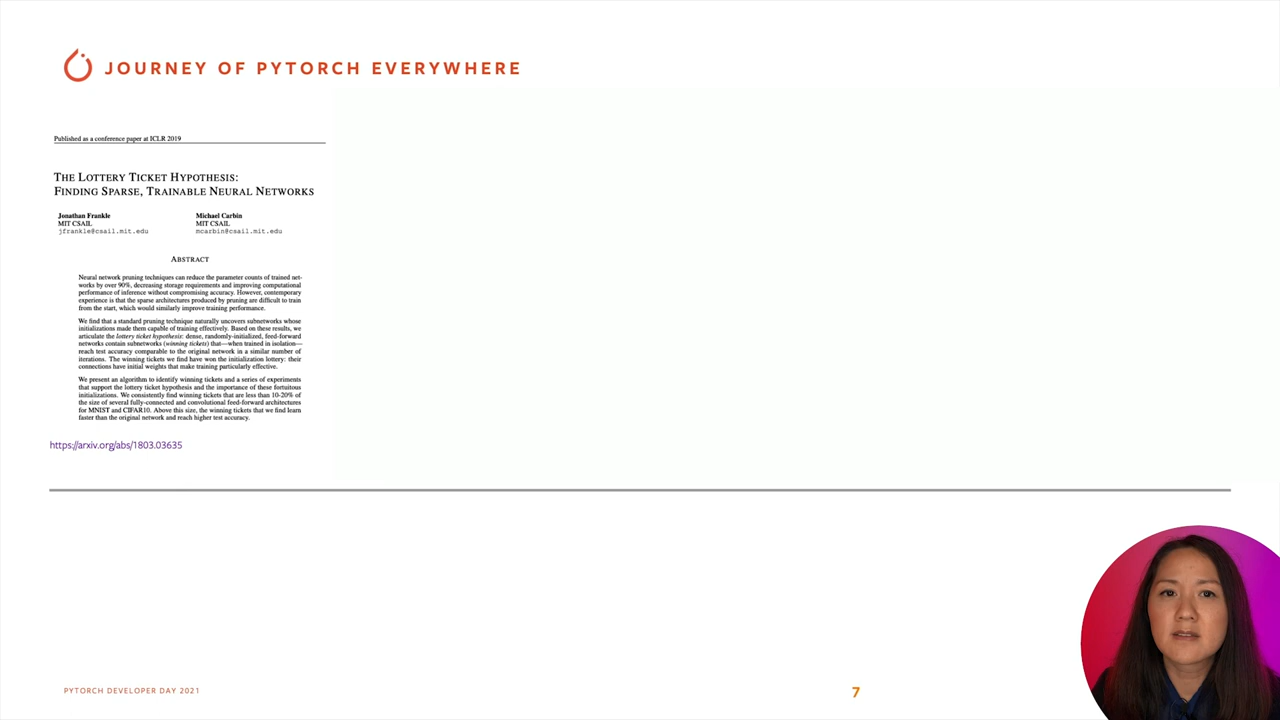 JOURNEY OF PYTORCH EVERYWHERE
Published as a conference paper at ICLR 2019
THE LOTTERY TICKET HYPOTHESIS:
FINDING SPARSE, TRAINABLE NEURAL NETWORKS
Jonathan Frankle
MIT CSAIL
jfrankle@csail.mit.edu
Michael Carbin
MIT CSAIL
mcarbin@csail.mit.edu
ABSTRACT
Neural network pruning techniques can reduce the parameter counts of trained net-
works by over 90%, decreasing storage requirements and improving computational
performance of inference without compromising accuracy. However, contemporary
experience is that the sparse architectures produced by pruning are difficult to train
from the start, which would similarly improve training performance.
We find that a standard pruning technique naturally uncovers subnetworks whose
initializations made them capable of training effectively. Based on these results, we
articulate the lottery ticket hypothesis: dense, randomly-initialized, feed-forward
networks contain subnetworks (winning tickets) that—when trained in isolation—
reach test accuracy comparable to the original network in a similar number of
iterations. The winning tickets we find have won the initialization lottery: their
connections have initial weights that make training particularly effective.
We present an algorithm to identify winning tickets and a series of experiments
that support the lottery ticket hypothesis and the importance of these fortuitous
initializations. We consistently find winning tickets that are less than 10-20% of
the size of several fully-connected and convolutional feed-forward architectures
for MNIST and CIFAR10. Above this size, the winning tickets that we find learn
faster than the original network and reach higher test accuracy.
https://arxiv.org/abs/1803.03635
PYTORCH DEVELOPER DAY 2021
7